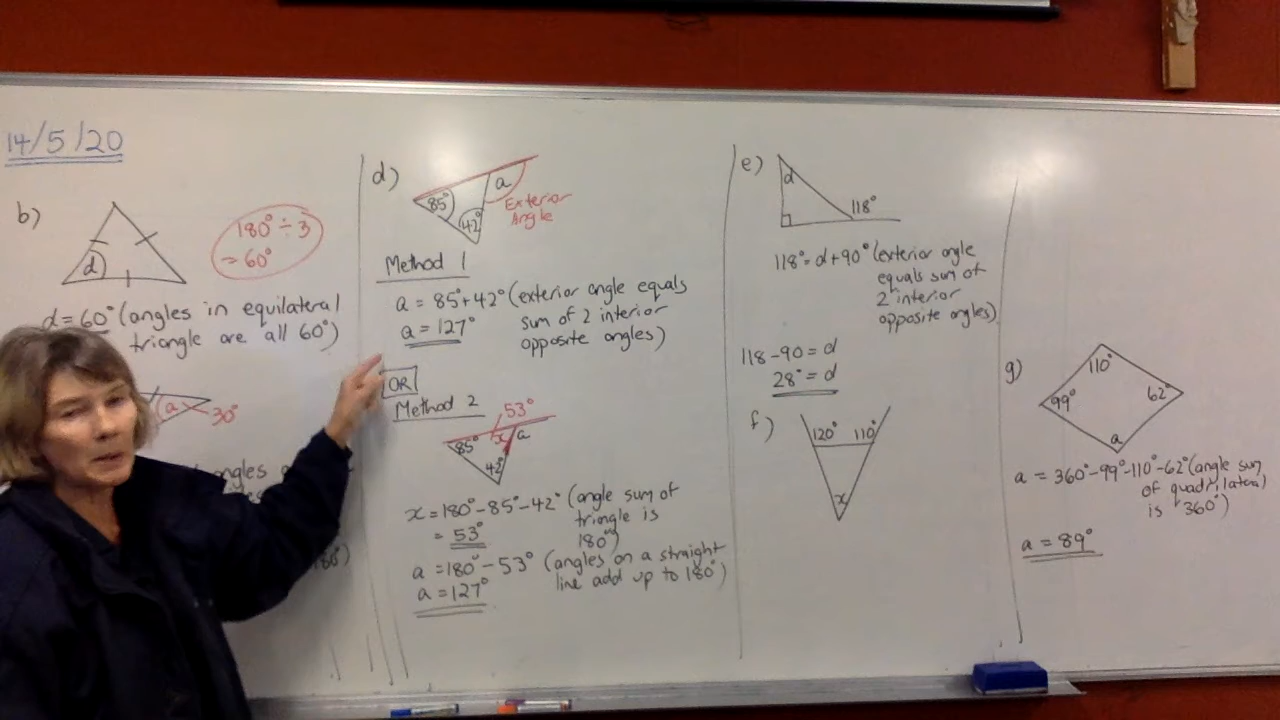 14/5/20
b)
d
180° ÷ 3
= 60°
d = 60° (angles in equilateral
triangle are all 60°)
a
30°
angles
180°)
d)
85°
42°
a
Exterior
Angle
Method 1
a = 85°+42° (exterior angle equals
sum of 2 interior
opposite angles)
a = 127°
OR
Method 2
53°
85°
x
a
42°
x = 180°-85°-42° (angle sum of
triangle is
180°)
= 53°
a = 180° - 53° (angles on a straight
line add up to 180°)
a = 127°
e)
d
118°
118° = d + 90° (exterior angle
equals sum of
2 interior
opposite angles)
118 - 90 = d
28° = d
f)
120° 110°
x
g)
110°
99°
62°
a
a = 360°-99°-110°-62° (angle sum
of quadrilateral
is 360°)
a = 89°